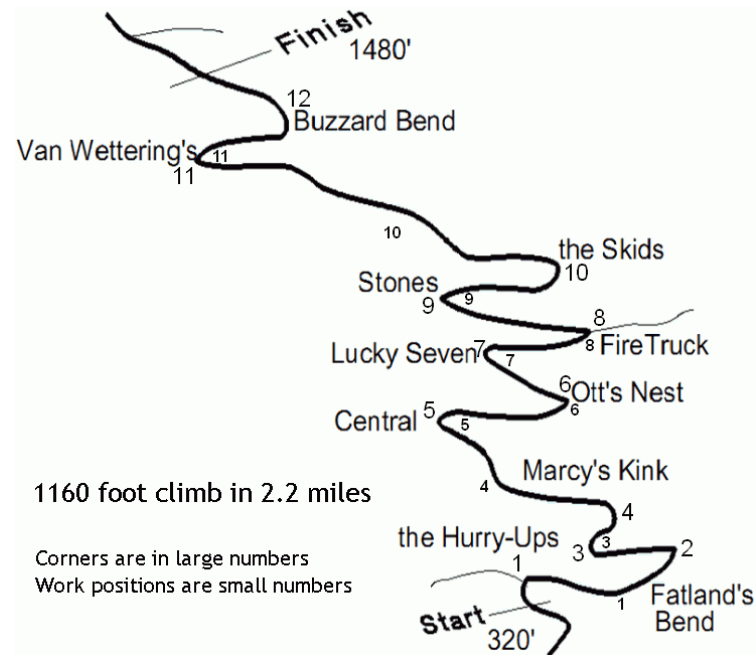 Finish
1480'
12
Buzzard Bend
Van Wettering's
11
11
10
the Skids
10
Stones
9
9
8
8
FireTruck
Lucky Seven
7
7
6
Ott's Nest
6
Central
5
5
Marcy's Kink
4
4
1160 foot climb in 2.2 miles
the Hurry-Ups
3
3
2
1
Corners are in large numbers
Work positions are small numbers
1
Fatland's
Bend
Start
320'